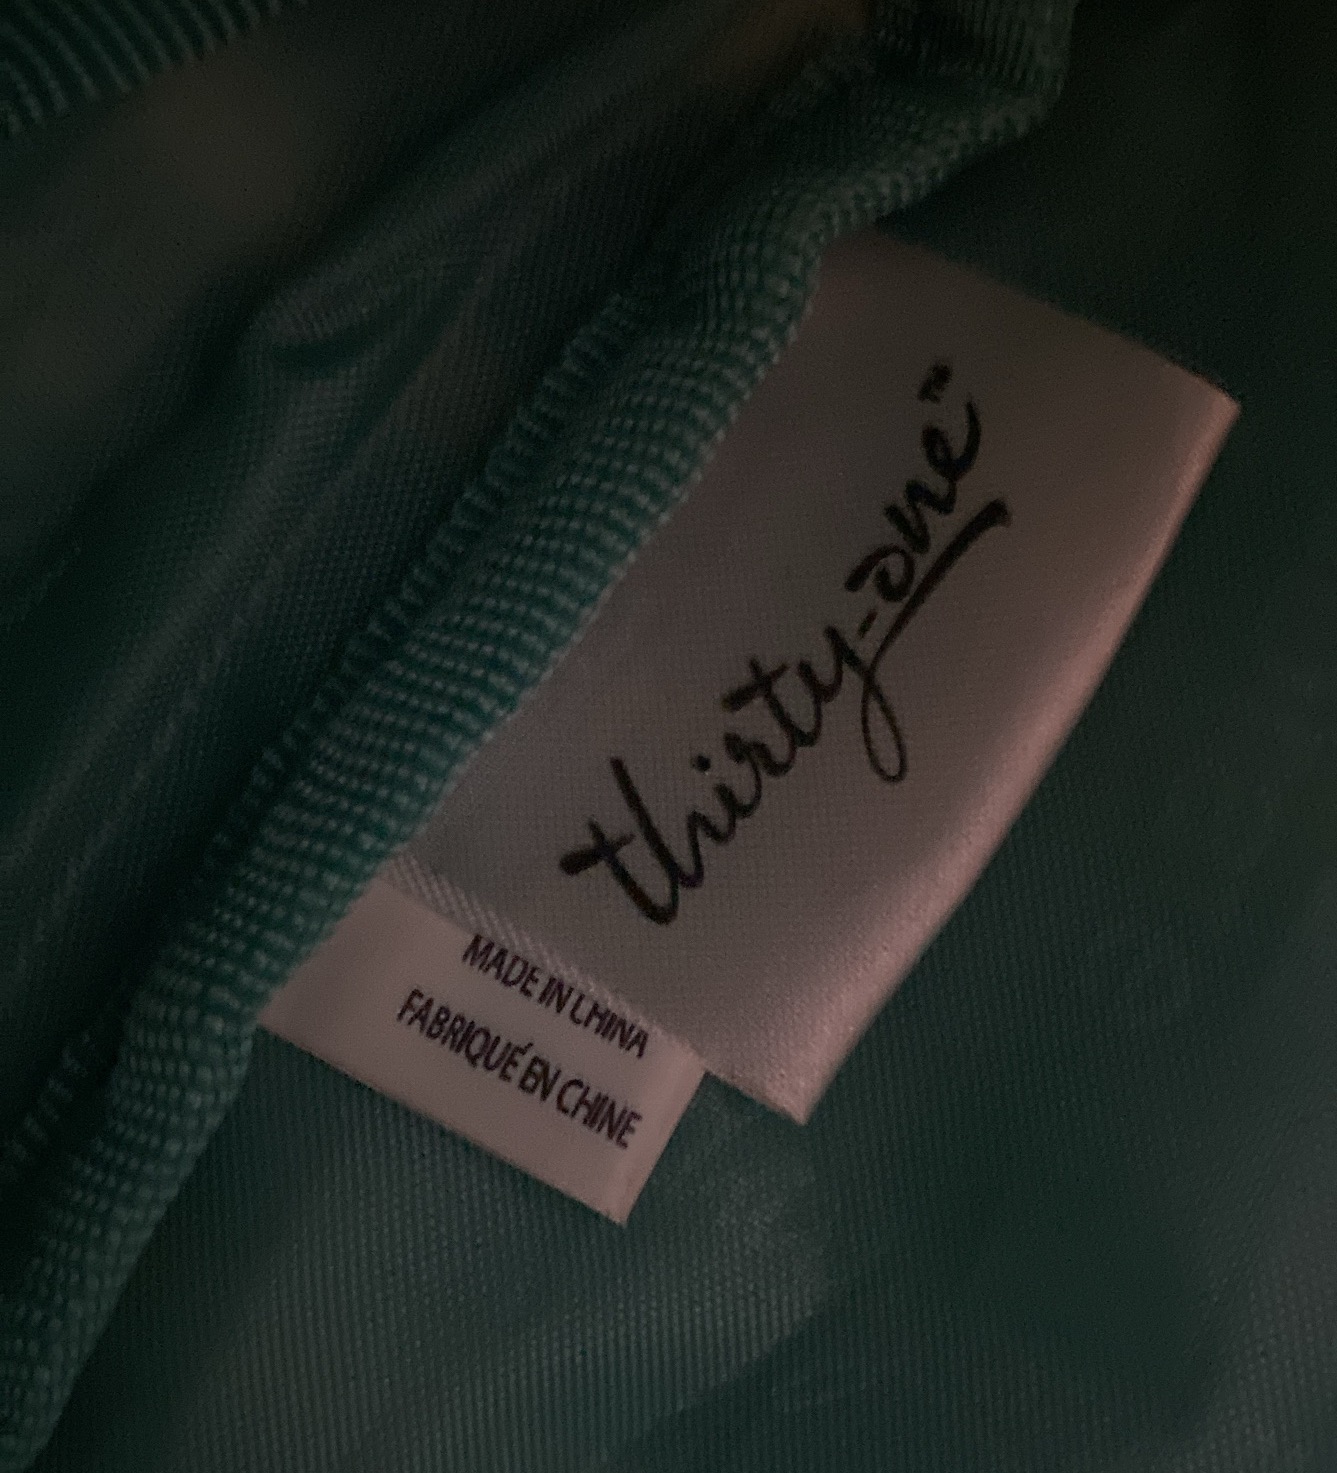 thirty-one™
MADE IN CHINA
FABRIQUÉ EN CHINE